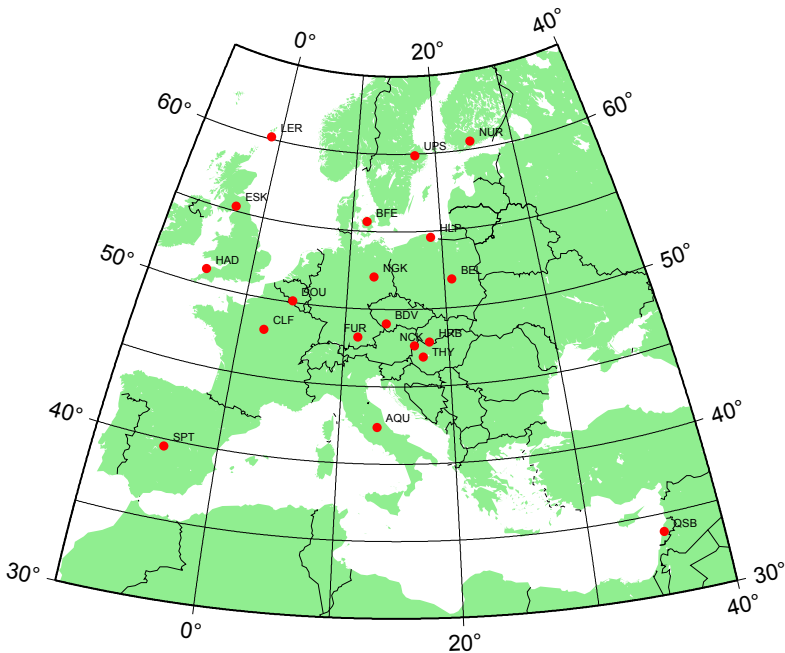 40°
0°
20°
60°
60°
LER
NUR
UPS
ESK
BFE
HLP
50°
50°
HAD
NGK
BEL
DOU
BDV
CLF
FUR
HRB
NCK
THY
40°
40°
AQU
SPT
QSB
30°
30°
40°
0°
20°